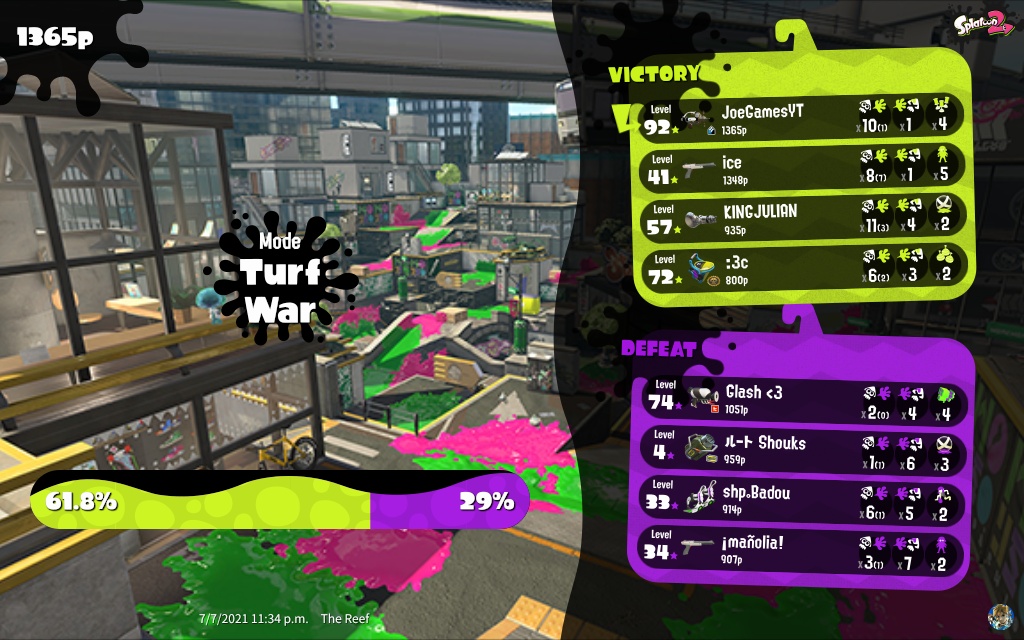 1365p
Splatoon 2
VICTORY
Level
92★ JoeGamesYT
1365p
x10(1) x1 x4
Level
41★ ice
1348p
x8(1) x1 x5
Level
57★ KINGJULIAN
935p
x11(3) x4 x2
Level
72★ :3c
800p
x6(2) x3 x2
Mode
Turf
War
DEFEAT
Level
74★ Glash <3
1051p
x2(0) x4 x4
Level
4★ ルート Shouks
959p
x1(1) x6 x3
Level
33★ shp.Badou
914p
x6(1) x5 x2
Level
34★ ¡mañolia!
907p
x3(1) x7 x2
61.8% 29%
7/7/2021 11:34 p.m. The Reef